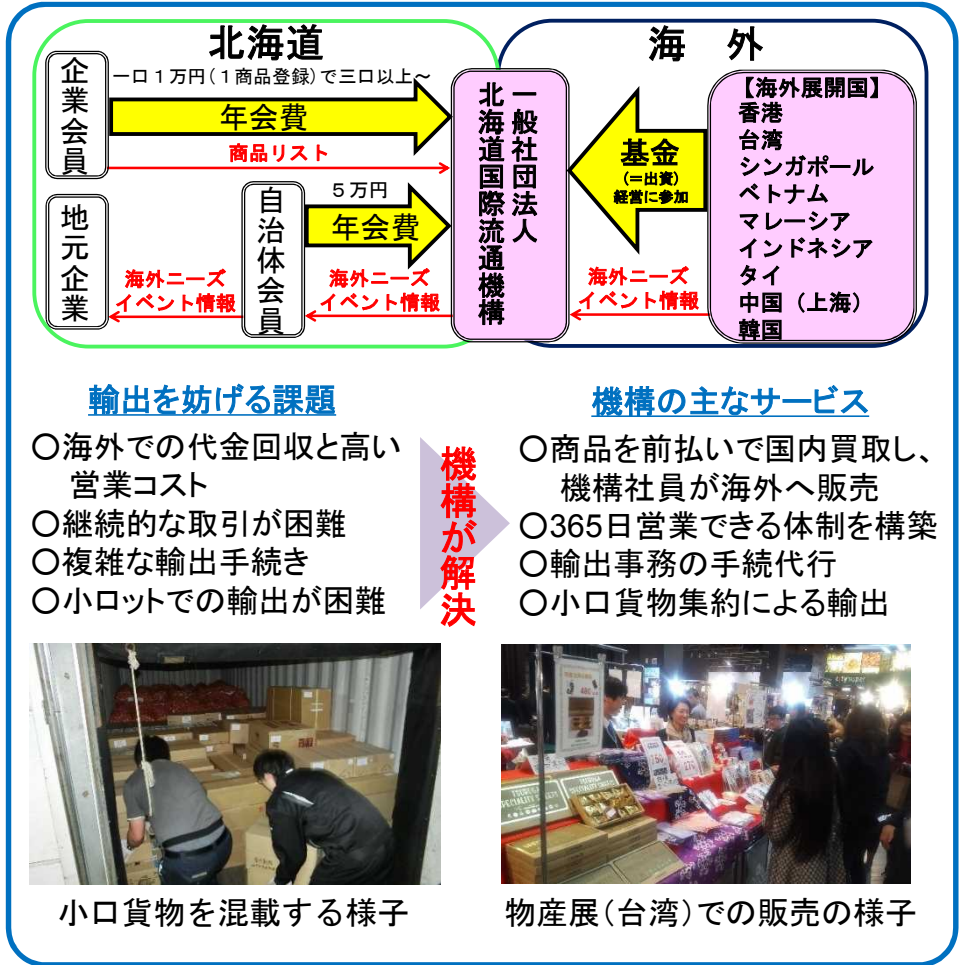 北海道
海 外
企業会員
一口１万円（１商品登録）で三口以上～
年会費
商品リスト
地元企業
自治体会員
５万円
年会費
海外ニーズ
イベント情報
海外ニーズ
イベント情報
一般社団法人
北海道国際流通機構
基金
（＝出資）
経営に参加
海外ニーズ
イベント情報
【海外展開国】
香港
台湾
シンガポール
ベトナム
マレーシア
インドネシア
タイ
中国（上海）
韓国
輸出を妨げる課題
〇海外での代金回収と高い
営業コスト
〇継続的な取引が困難
〇複雑な輸出手続き
〇小ロットでの輸出が困難
機構が解決
機構の主なサービス
〇商品を前払いで国内買取し、
機構社員が海外へ販売
〇365日営業できる体制を構築
〇輸出事務の手続代行
〇小口貨物集約による輸出
小口貨物を混載する様子
TSURUGA
SPECIALITY SWEETS
物産展（台湾）での販売の様子